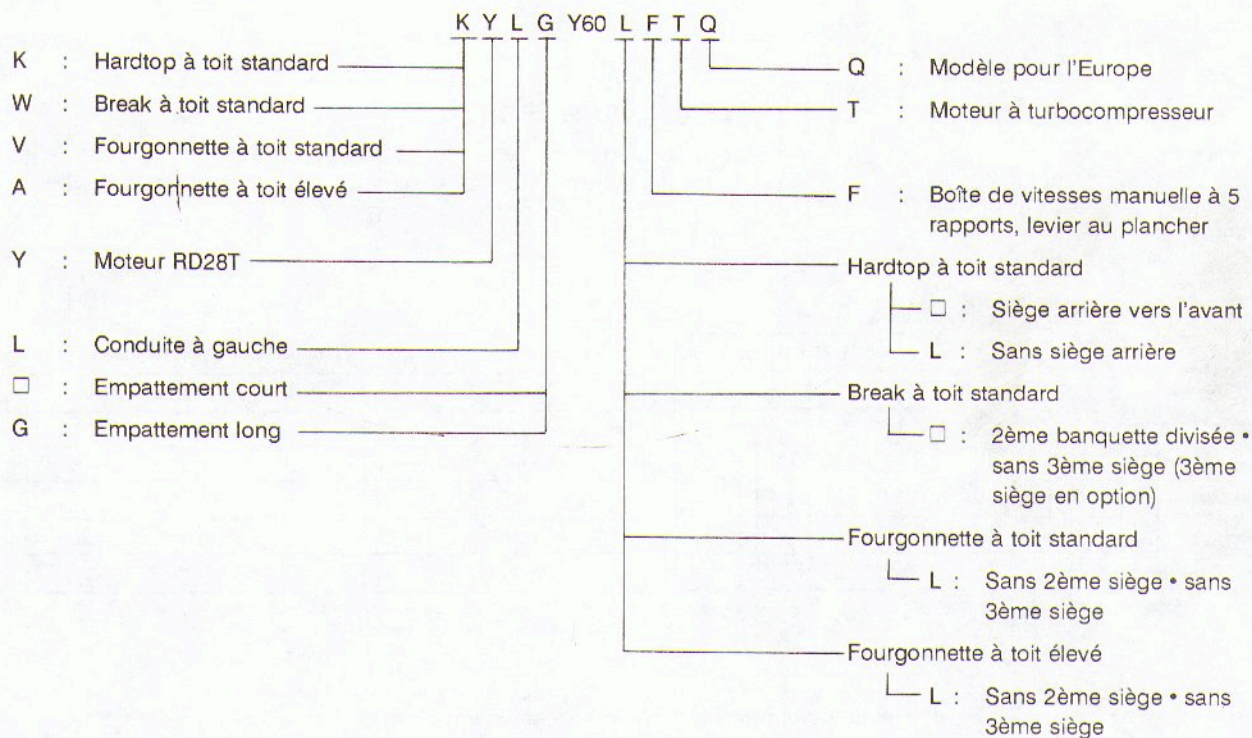 K Y L G Y60 L F T Q
K : Hardtop à toit standard
W : Break à toit standard
V : Fourgonnette à toit standard
A : Fourgonnette à toit élevé
Y : Moteur RD28T
L : Conduite à gauche
□ : Empattement court
G : Empattement long
Q : Modèle pour l'Europe
T : Moteur à turbocompresseur
F : Boîte de vitesses manuelle à 5
rapports, levier au plancher
Hardtop à toit standard
□ : Siège arrière vers l'avant
L : Sans siège arrière
Break à toit standard
□ : 2ème banquette divisée •
sans 3ème siège (3ème
siège en option)
Fourgonnette à toit standard
L : Sans 2ème siège • sans
3ème siège
Fourgonnette à toit élevé
L : Sans 2ème siège • sans
3ème siège